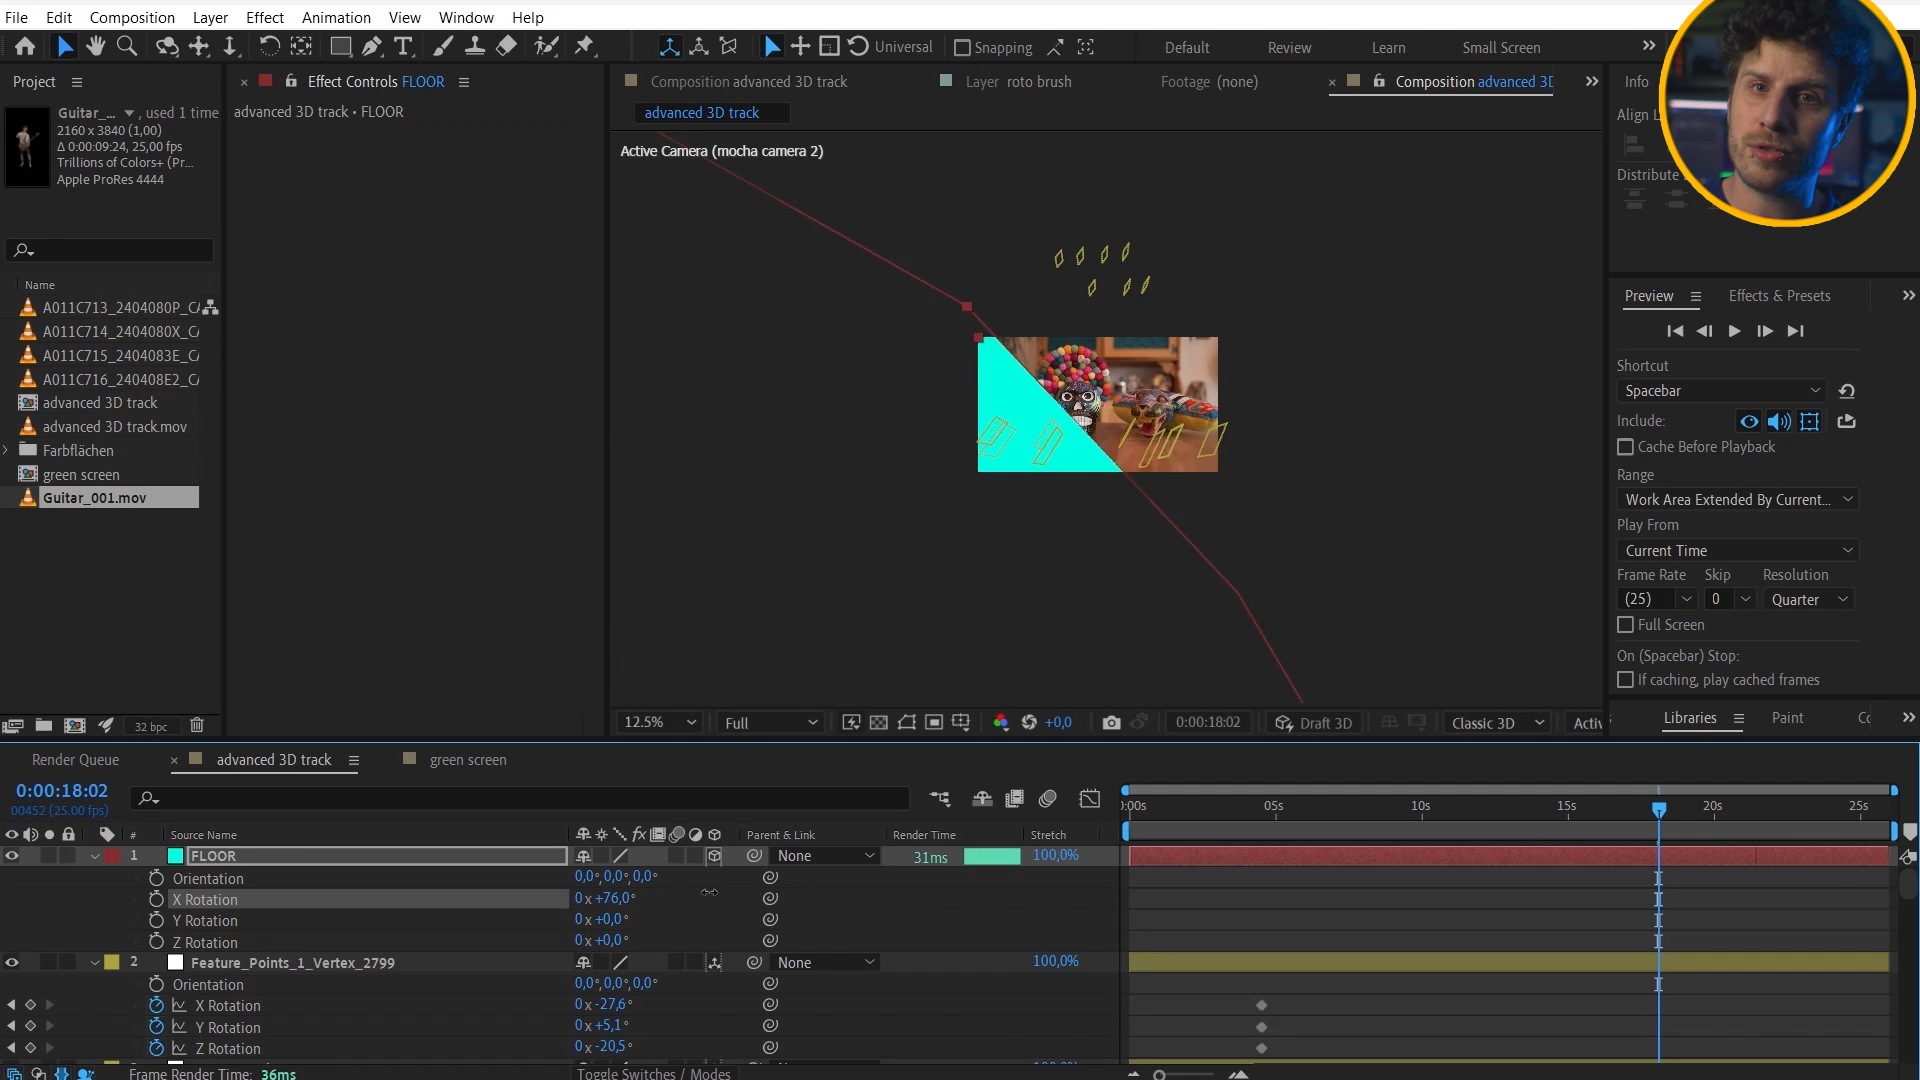 File Edit Composition Layer Effect Animation View Window Help
Universal Snapping Default Review Learn Small Screen
Project
Effect Controls FLOOR
Composition advanced 3D track
Layer roto brush
Footage (none)
Composition advanced 3D
Info
Guitar_... , used 1 time
2160 x 3840 (1,00)
Δ 0:00:09:24, 25,00 fps
Trillions of Colors+ (Pr...
Apple ProRes 4444
advanced 3D track • FLOOR
advanced 3D track
Align L
Active Camera (mocha camera 2)
Distribute
Name
A011C713_2404080P_CA
A011C714_2404080X_CA
A011C715_2404083E_CA
A011C716_240408E2_CA
advanced 3D track
advanced 3D track.mov
Farbflächen
green screen
Guitar_001.mov
Preview Effects & Presets
Shortcut
Spacebar
Include:
Cache Before Playback
Range
Work Area Extended By Current...
Play From
Current Time
Frame Rate Skip Resolution
(25) 0 Quarter
Full Screen
On (Spacebar) Stop:
If caching, play cached frames
32 bpc
12.5% Full +0,0 0:00:18:02 Draft 3D Classic 3D Activ
Libraries Paint
Render Queue advanced 3D track green screen
0:00:18:02
00452 (25.00 fps)
:00s 05s 10s 15s 20s 25s
# Source Name fx Parent & Link Render Time Stretch
1 FLOOR None 31ms 100,0%
Orientation 0,0°,0,0°,0,0°
X Rotation 0x+76,0°
Y Rotation 0x+0,0°
Z Rotation 0x+0,0°
2 Feature_Points_1_Vertex_2799 None 100,0%
Orientation 0,0°,0,0°,0,0°
X Rotation 0x-27,6°
Y Rotation 0x+5,1°
Z Rotation 0x-20,5°
Frame Render Time: 36ms Toggle Switches / Modes